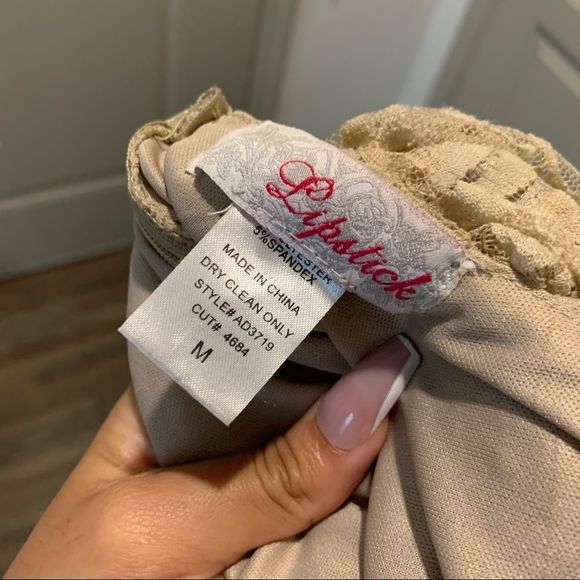 Lipstick
5%SPANDEX
MADE IN CHINA
DRY CLEAN ONLY
STYLE#AD3719
CUT# 4684
M